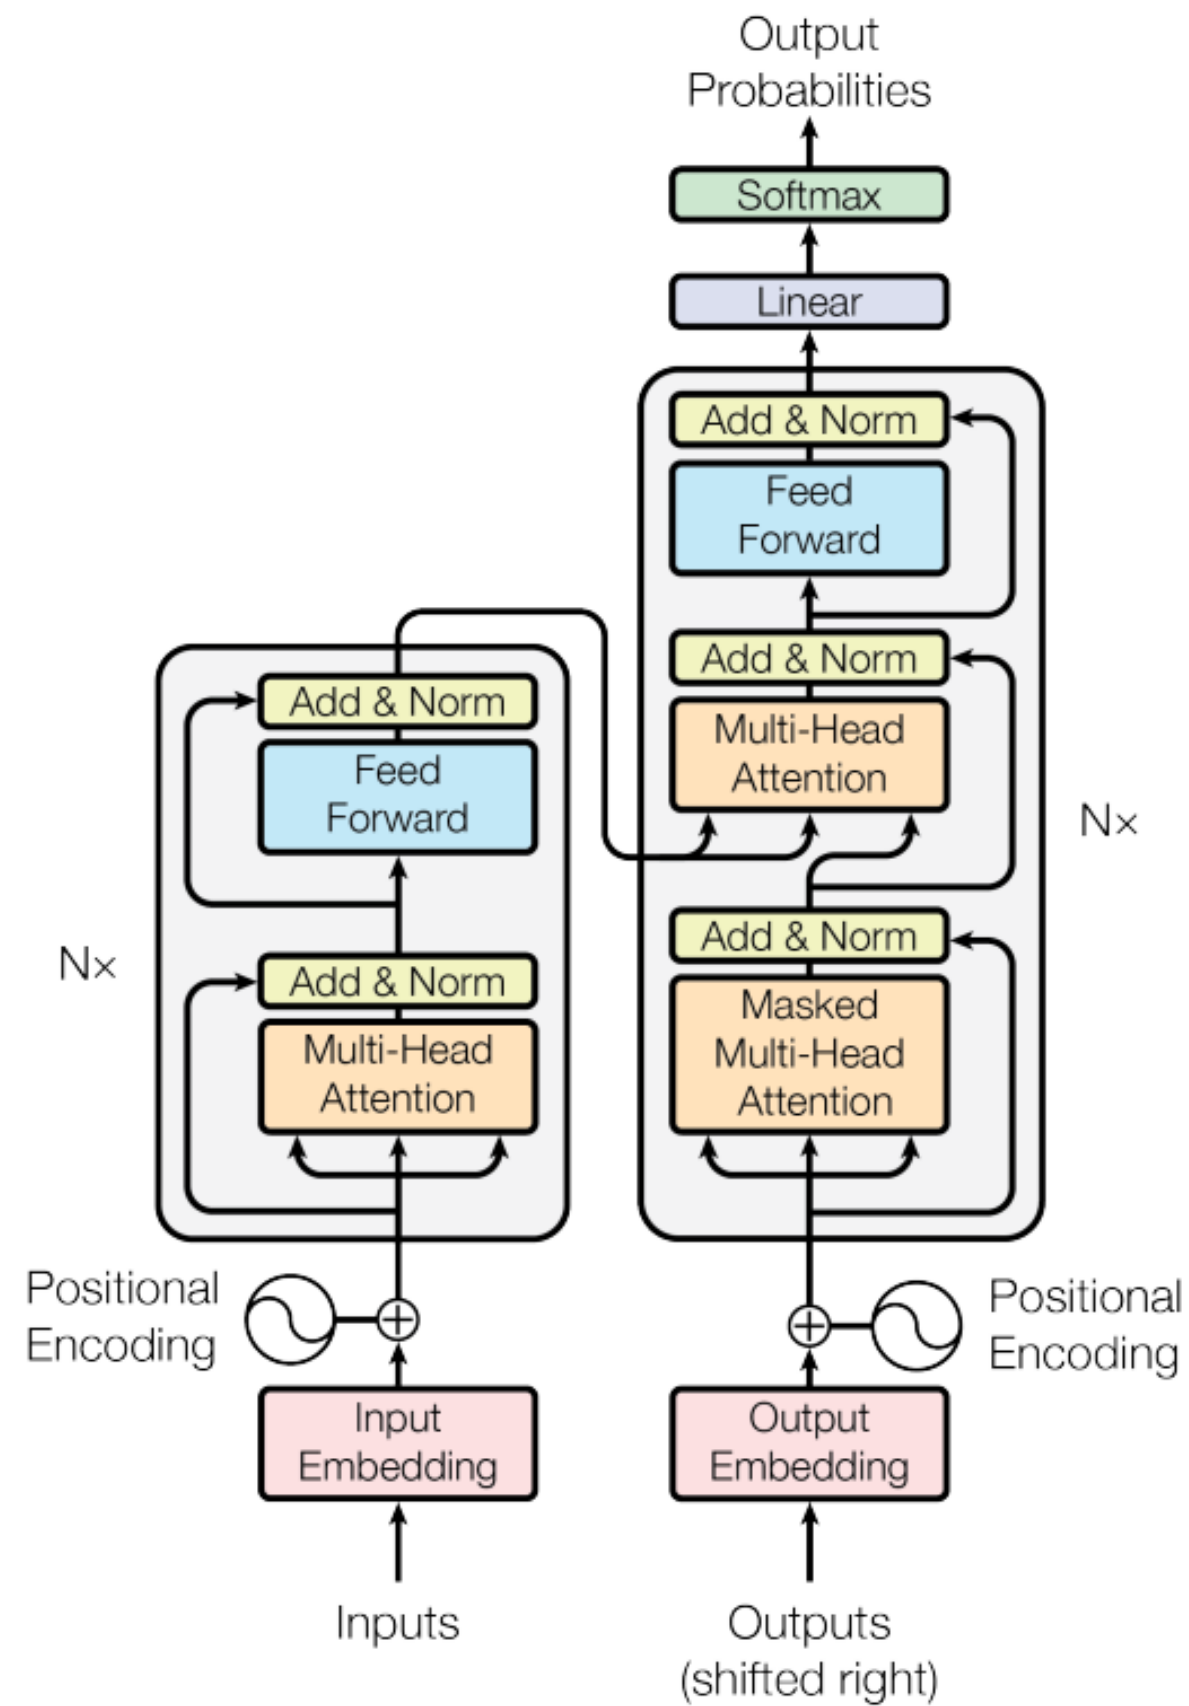 Output
Probabilities
Softmax
Linear
Add & Norm
Feed
Forward
Add & Norm
Multi-Head
Attention
Add & Norm
Masked
Multi-Head
Attention
N×
Add & Norm
Feed
Forward
Add & Norm
Multi-Head
Attention
N×
Positional
Encoding
Positional
Encoding
Input
Embedding
Output
Embedding
Inputs
Outputs
(shifted right)